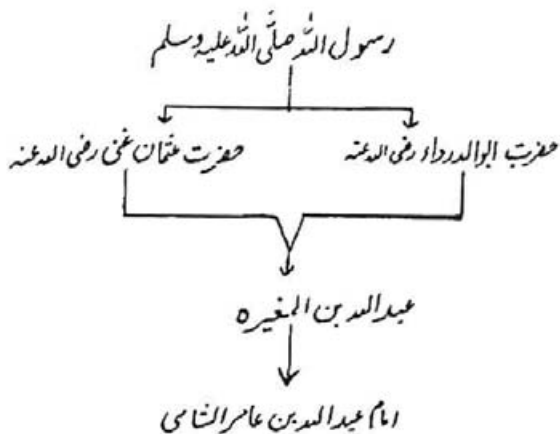 رسول اللہ صلی اللہ علیہ وسلم
حضرت ابوالدرداء رضی اللہ عنہ
حضرت عثمان غنی رضی اللہ عنہ
عبداللہ بن المغیرہ
امام عبداللہ بن عامر الشامی